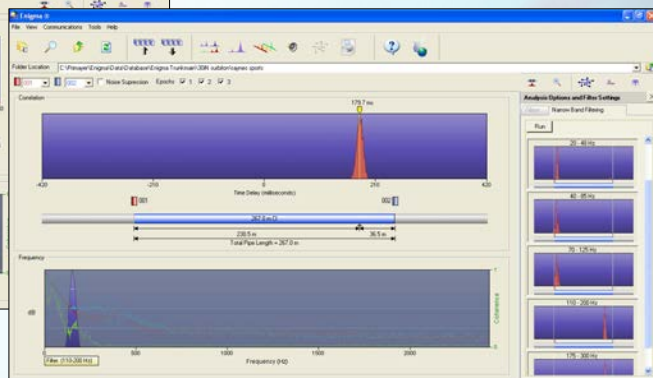 Enigma ®
File View Communications Tools Help
Folder Location
001 002 Noise Supression Epochs 1 2 3
Correlation
179.7 ms
-420 -210 0 210 420
Time Delay (milliseconds)
001 002
267.0 m CI
230.5 m 36.5 m
Total Pipe Length = 267.0 m
Frequency
dB
Coherence
0 500 1000 1500 2000
Frequency (Hz)
Filter: (110-200 Hz)
Analysis Options and Filter Settings
Narrow Band Filtering
Run
20 - 40 Hz
40 - 85 Hz
70 - 125 Hz
110 - 200 Hz
175 - 300 Hz